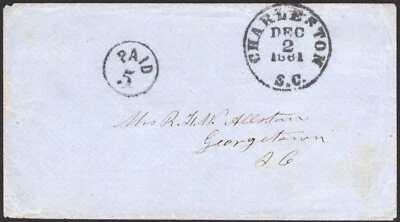 CHARLESTON
DEC
2
1861
S.C.
PAID
5
Mrs R. F. W. Allston
Georgetown
S C